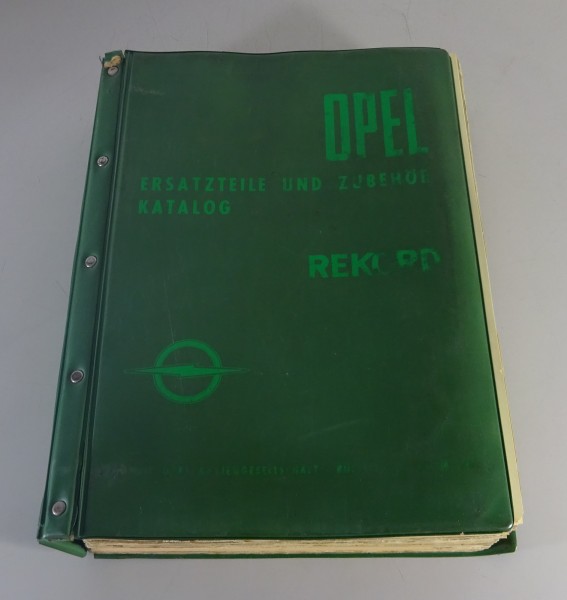 OPEL
ERSATZTEILE UND ZUBEHÖR
KATALOG
REKORD